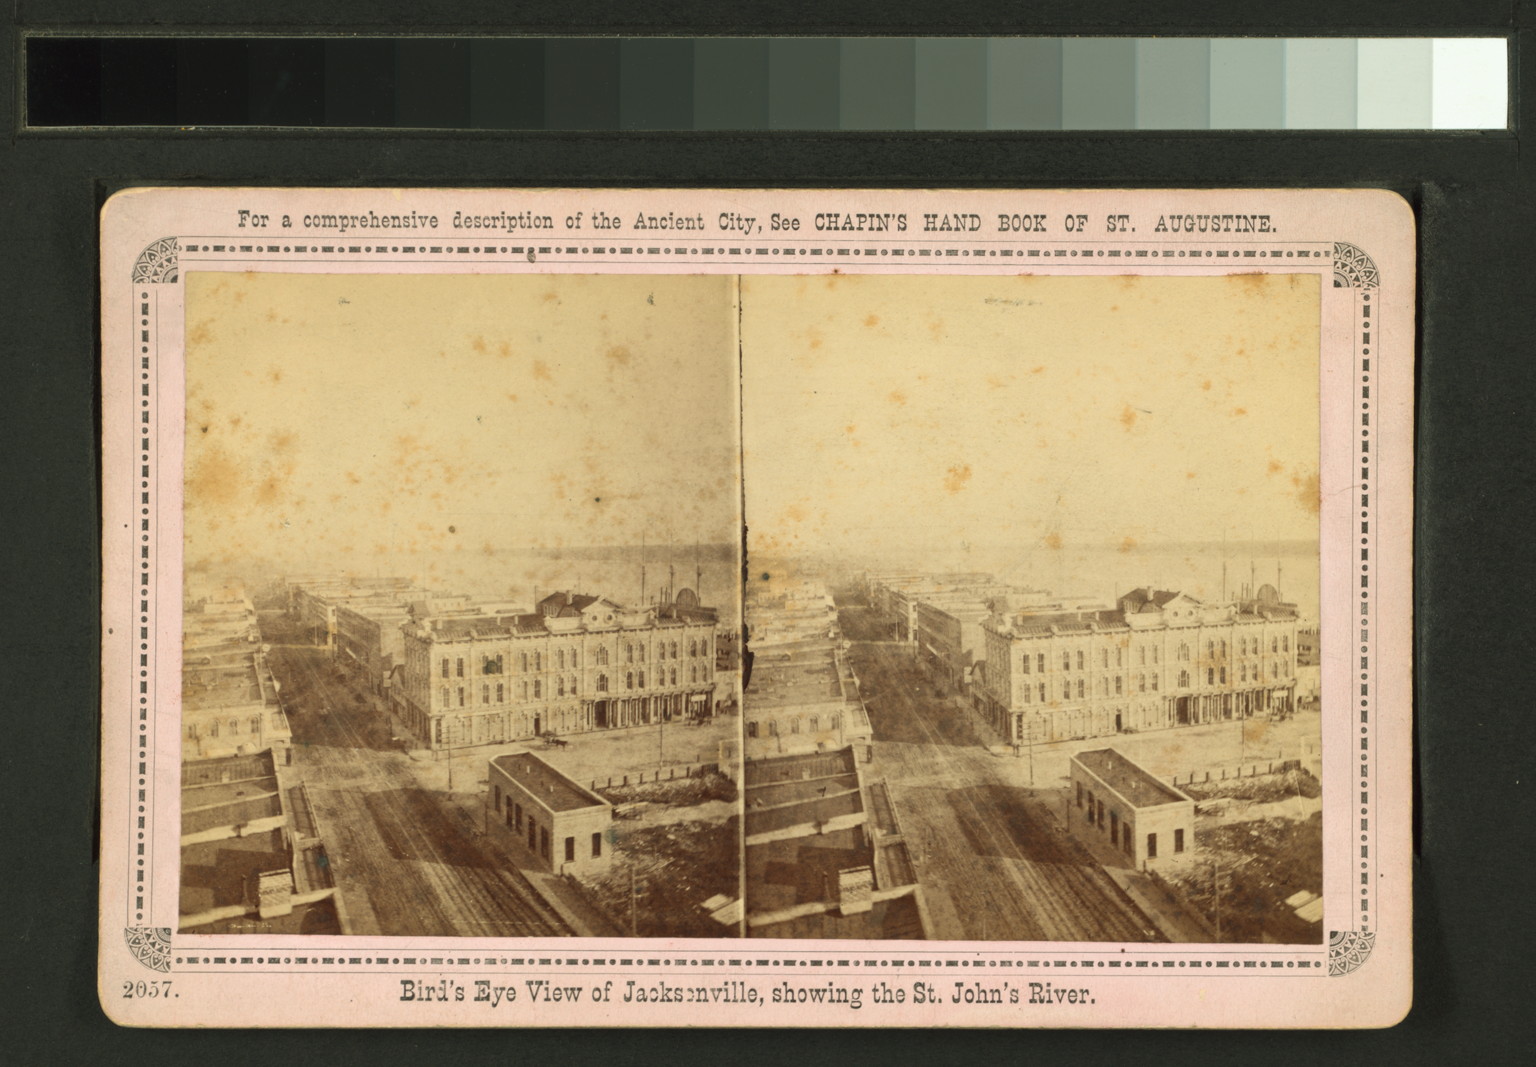 For a comprehensive description of the Ancient City, See CHAPIN'S HAND BOOK OF ST. AUGUSTINE.
2057.
Bird's Eye View of Jacksonville, showing the St. John's River.